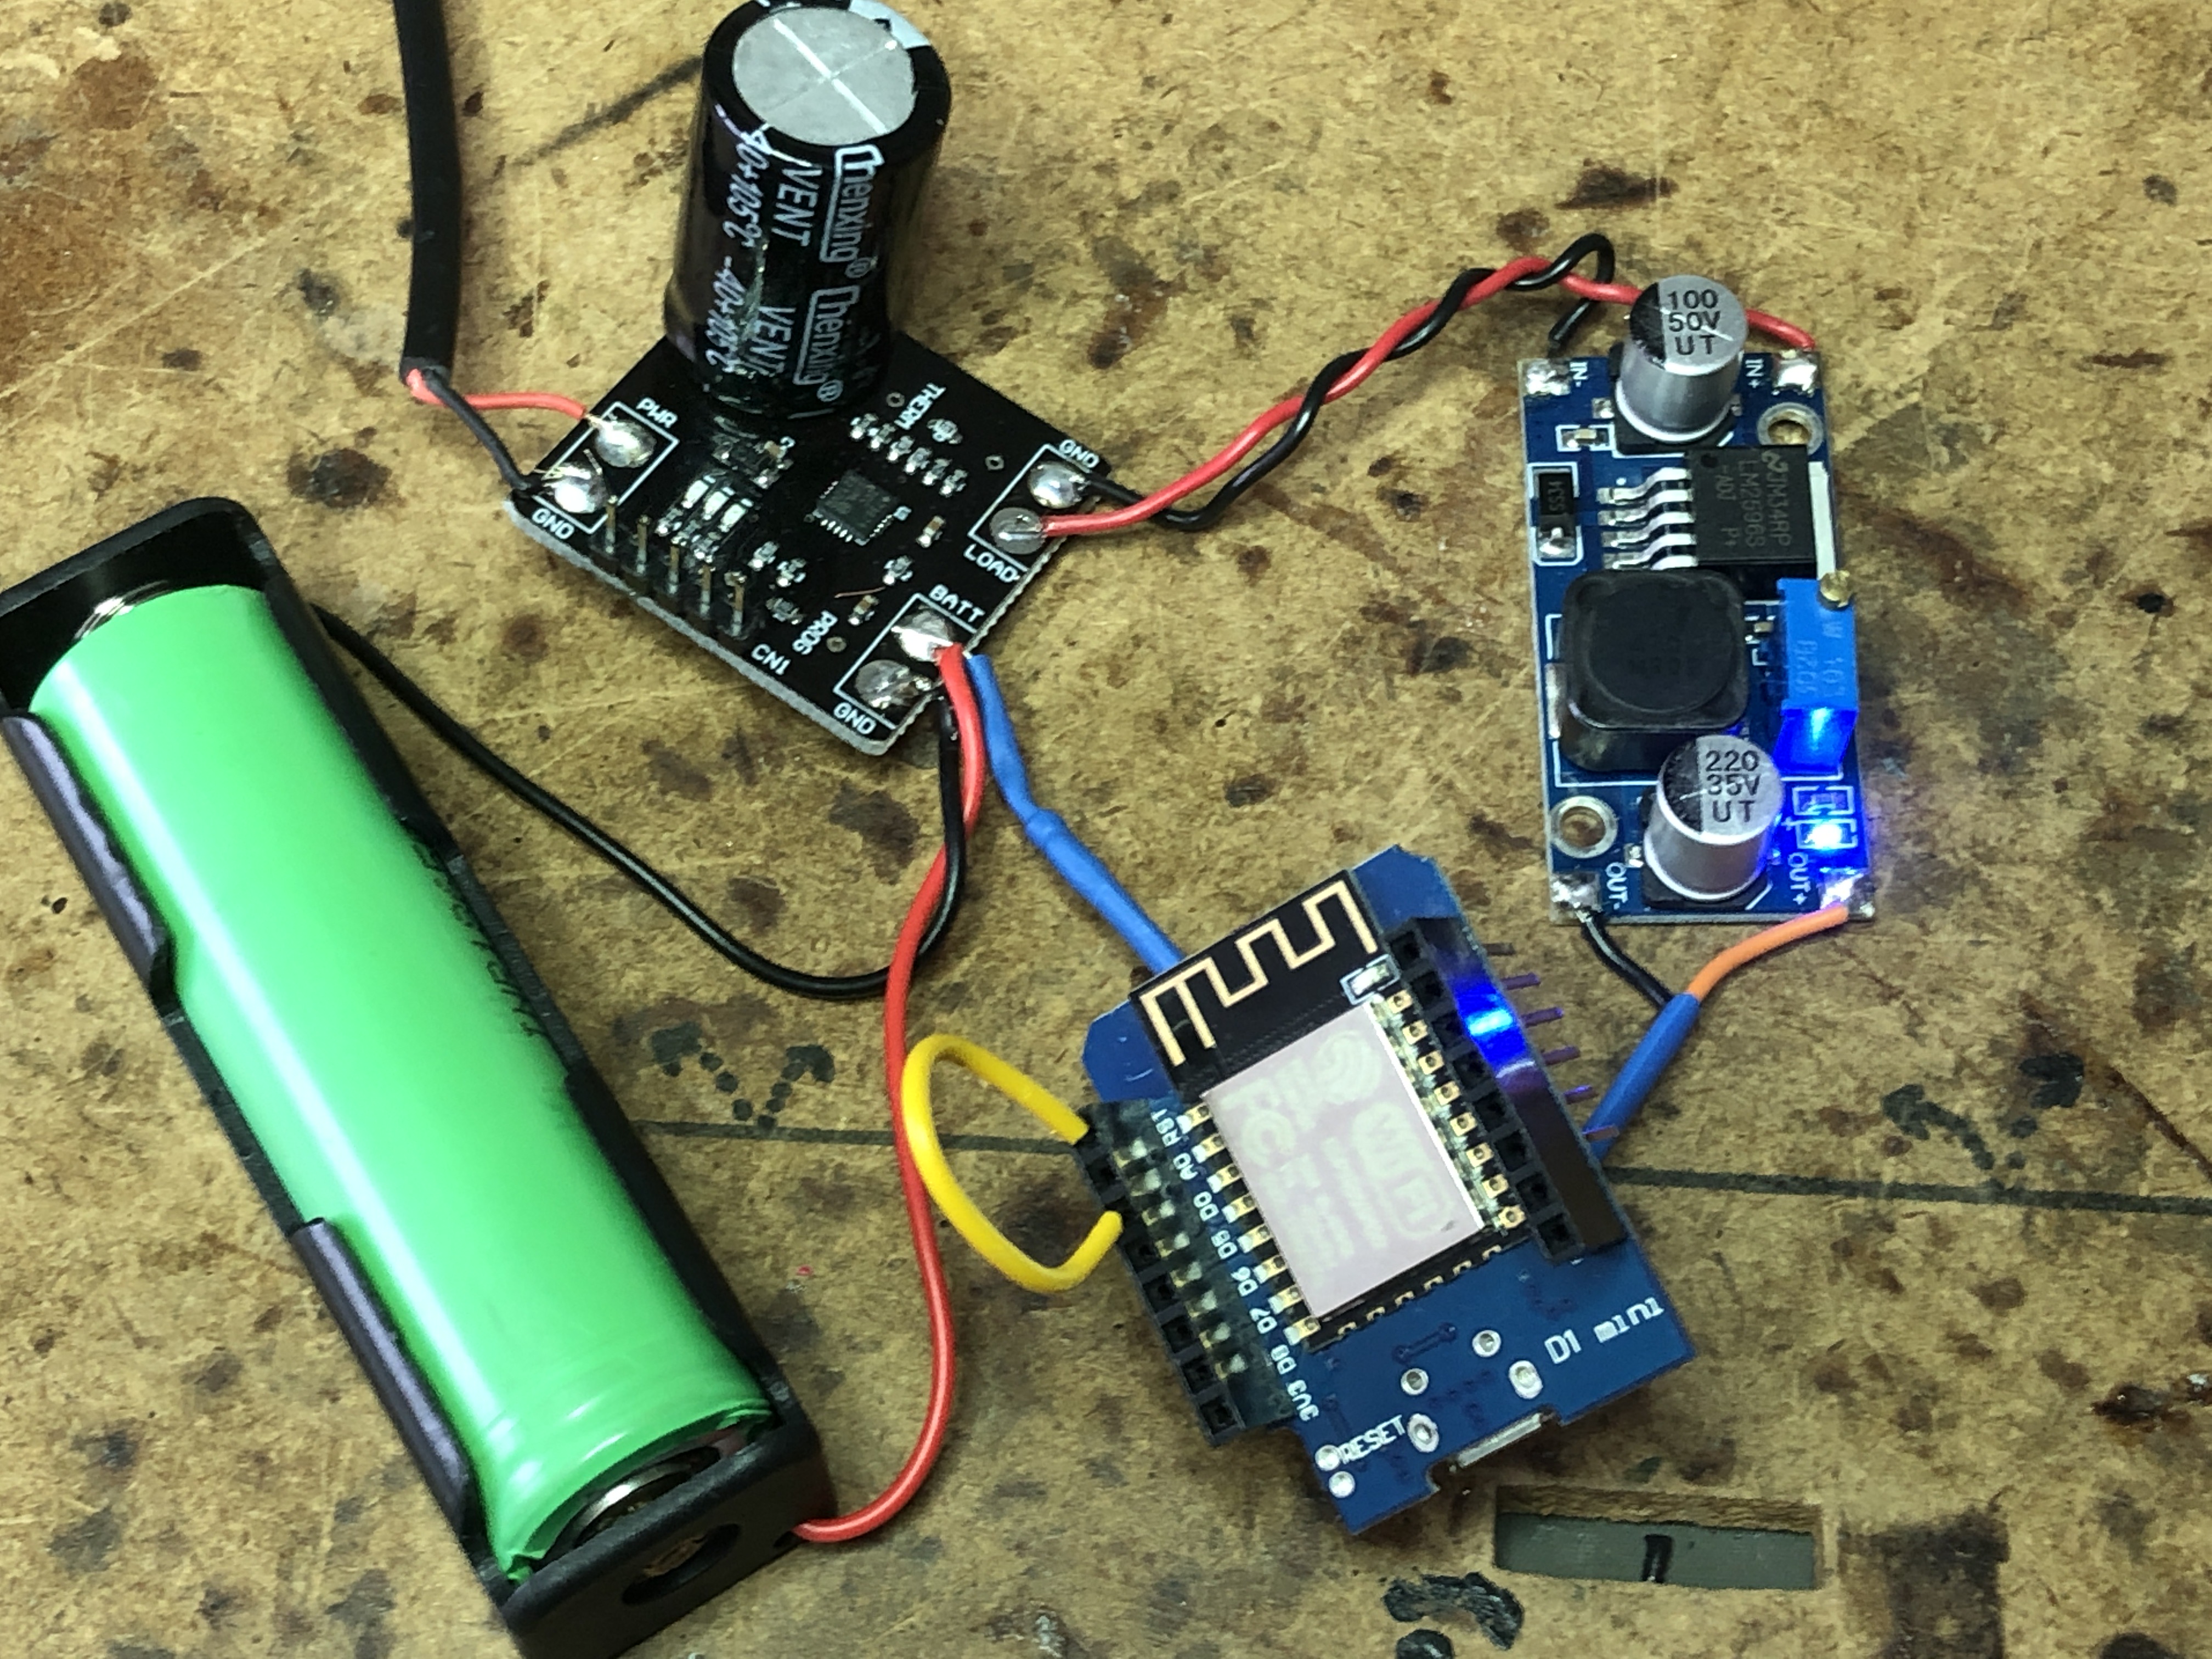 GND
PWR
CN1
PROG
GND
BATT
LOAD
GND
THERM
-40+105℃
VENT
henxing®
-40+105℃
VENT
henxing®
3V3 D8 D7 D6 D5 D0 A0 RST
RESET
D1 mini
WiFi
OUT-
OUT+
IN-
IN+
SS34
220
35V
UT
100
50V
UT
JM34RP
LM2596S
-ADJ P+
W 103